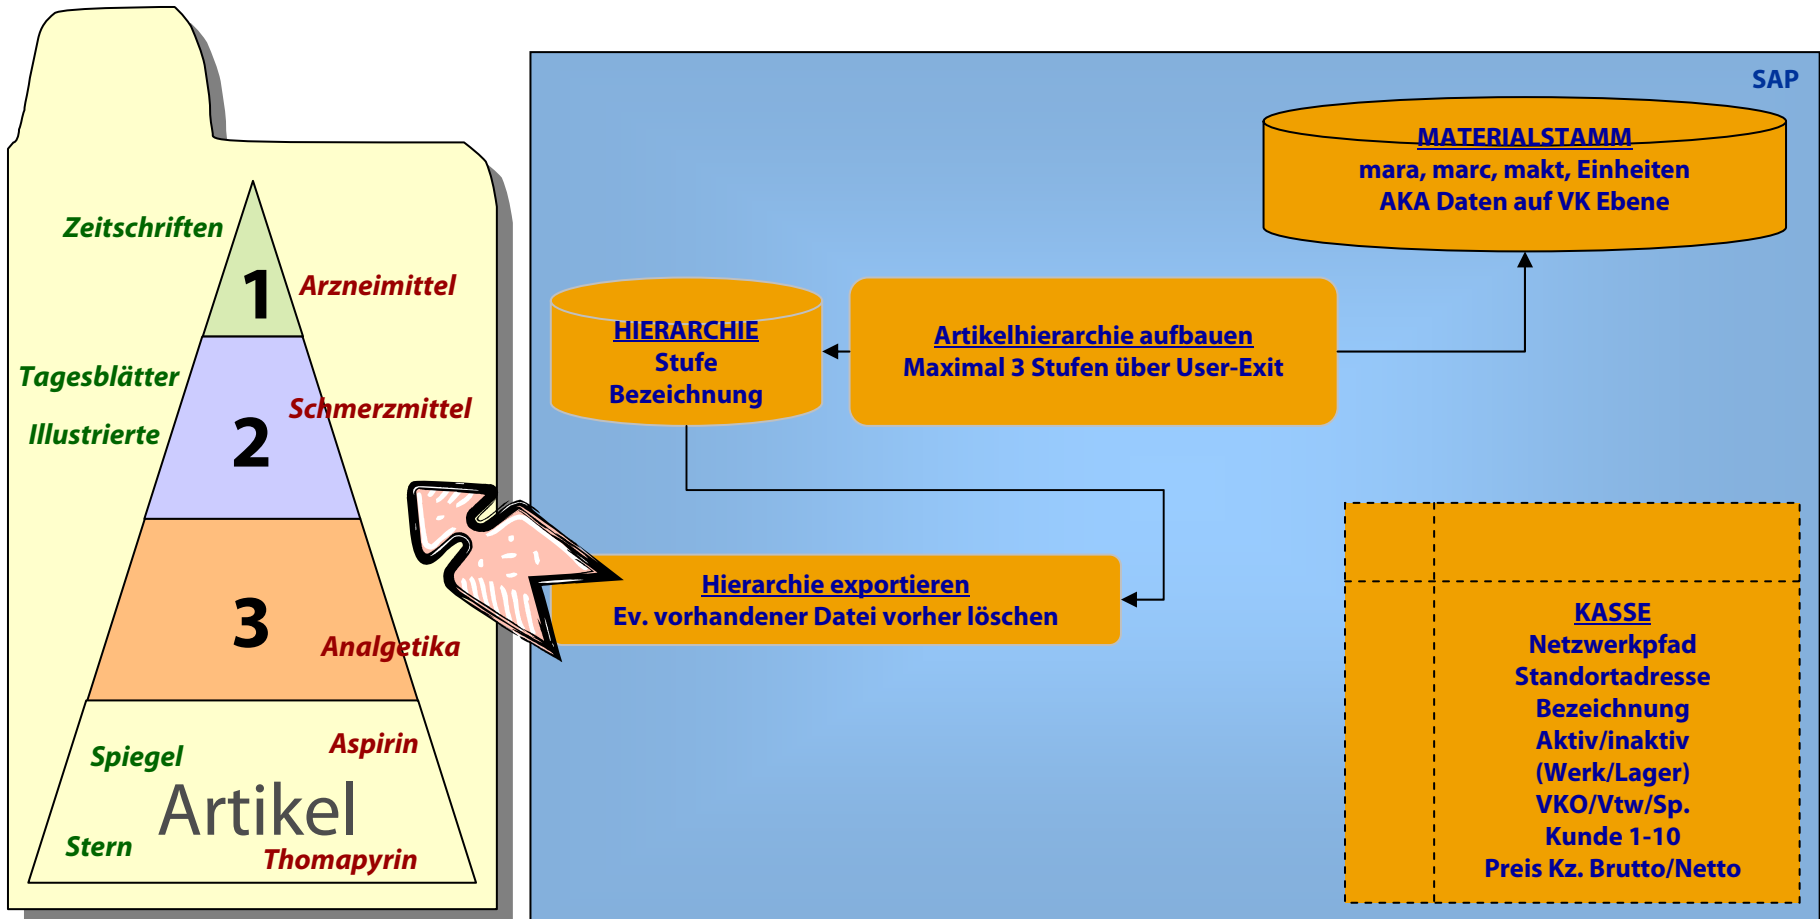 Zeitschriften
1
Arzneimittel
Tagesblätter
Schmerzmittel
Illustrierte
2
3
Analgetika
Aspirin
Spiegel
Artikel
Stern
Thomapyrin
SAP
MATERIALSTAMM
mara, marc, makt, Einheiten
AKA Daten auf VK Ebene
HIERARCHIE
Stufe
Bezeichnung
Artikelhierarchie aufbauen
Maximal 3 Stufen über User-Exit
Hierarchie exportieren
Ev. vorhandener Datei vorher löschen
KASSE
Netzwerkpfad
Standortadresse
Bezeichnung
Aktiv/inaktiv
(Werk/Lager)
VKO/Vtw/Sp.
Kunde 1-10
Preis Kz. Brutto/Netto